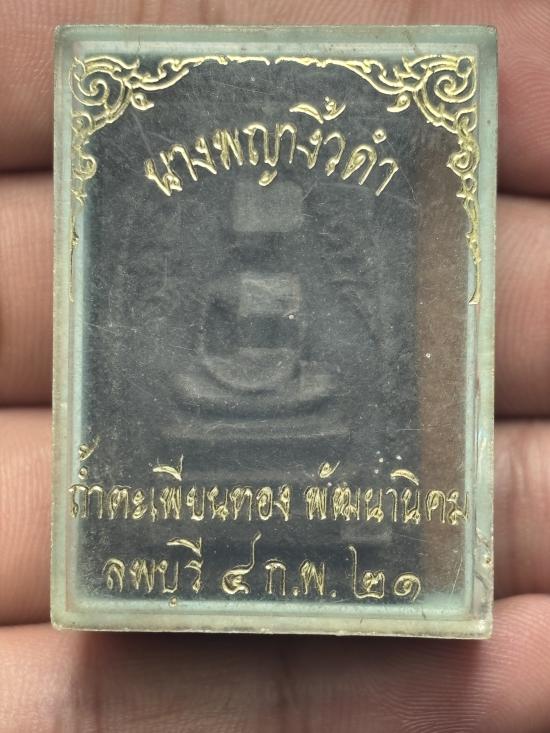 นางพญางิ้วดำ
ถ้ำตะเพียนทอง พัฒนานิคม
ลพบุรี ๔ ก.พ. ๒๑